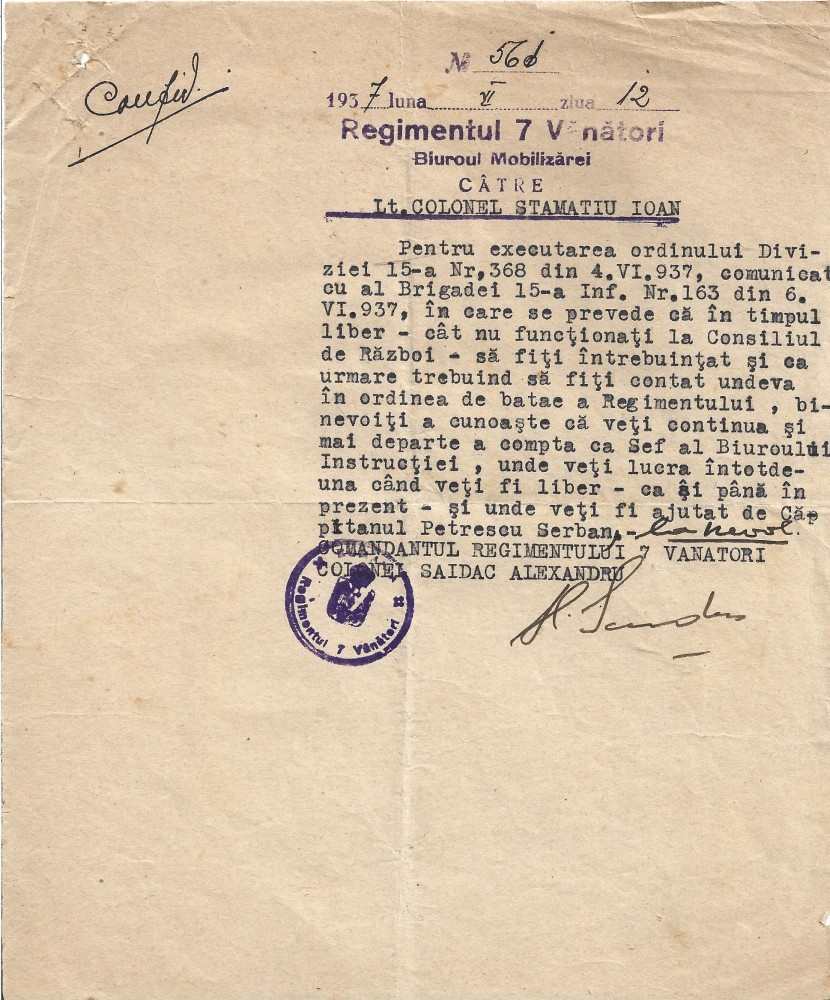 Confid.
№ 561
1937 luna VI ziua 12
Regimentul 7 Vânători
Biuroul Mobilizărei
CÂTRE
Lt.COLONEL STAMATIU IOAN
Pentru executarea ordinului Divi-
ziei 15-a Nr,368 din 4.VI.937, comunicat
cu al Brigadei 15-a Inf. Nr.163 din 6.
VI.937, în care se prevede că în timpul
liber - cât nu funcţionaţi la Consiliul
de Război - să fiţi întrebuinţat şi ca
urmare trebuind să fiţi contat undeva
în ordinea de batae a Regimentului , bi-
nevoiţi a cunoaşte că veţi continua şi
mai departe a compta ca Sef al Biuroului
Instrucţiei , unde veţi lucra întotde-
una când veţi fi liber - ca âi până în
prezent - şi unde veţi fi ajutat de Căp
pitanul Petrescu Serban,- la nevoe.
COMANDANTUL REGIMENTULUI 7 VANATORI
COLONEL SAIDAC ALEXANDRU
Regimentul 7 Vânători